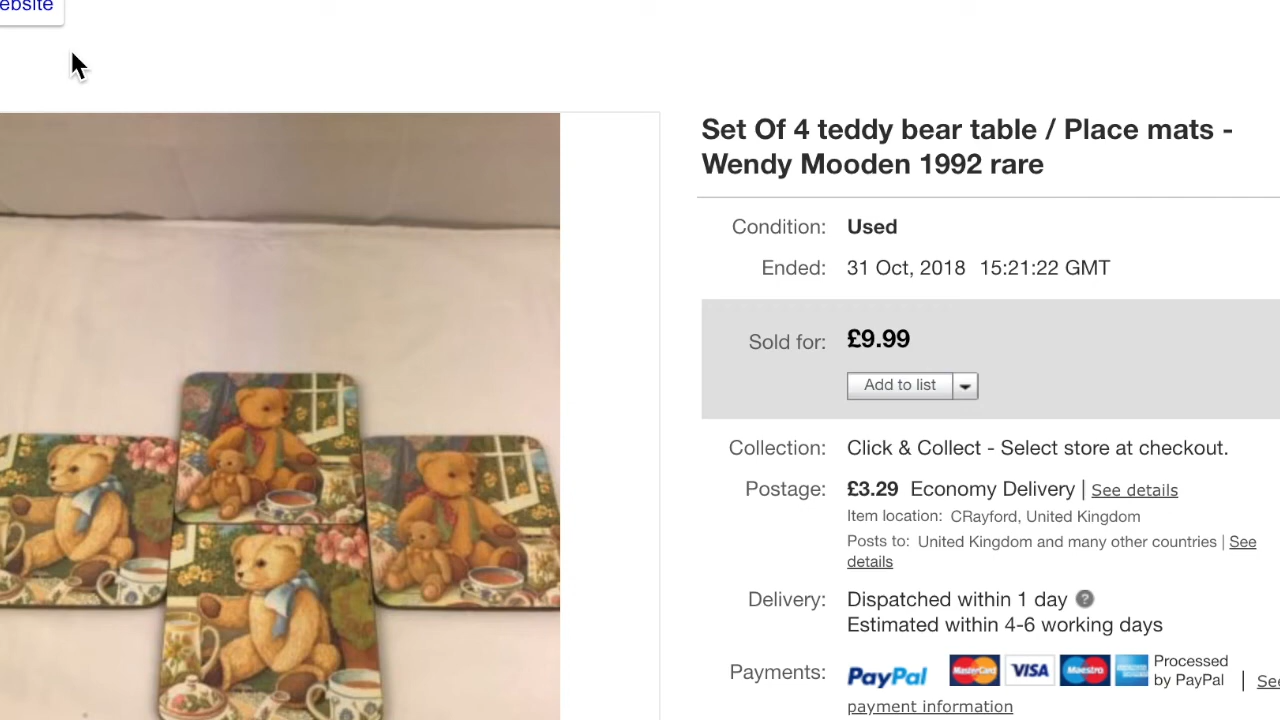 ebsite
Set Of 4 teddy bear table / Place mats -
Wendy Mooden 1992 rare
Condition: Used
Ended: 31 Oct, 2018 15:21:22 GMT
Sold for: £9.99
Add to list
Collection: Click & Collect - Select store at checkout.
Postage: £3.29 Economy Delivery | See details
Item location: CRayford, United Kingdom
Posts to: United Kingdom and many other countries | See
details
Delivery: Dispatched within 1 day ?
Estimated within 4-6 working days
Payments: PayPal MasterCard VISA Maestro AMERICAN EXPRESS Processed
by PayPal | See
payment information